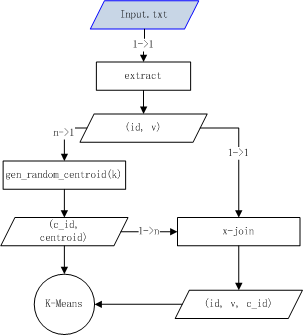 Input.txt
1->1
extract
(id, v)
n->1
1->1
gen_random_centroid(k)
(c_id,
centroid)
1->n
x-join
K-Means
(id, v, c_id)